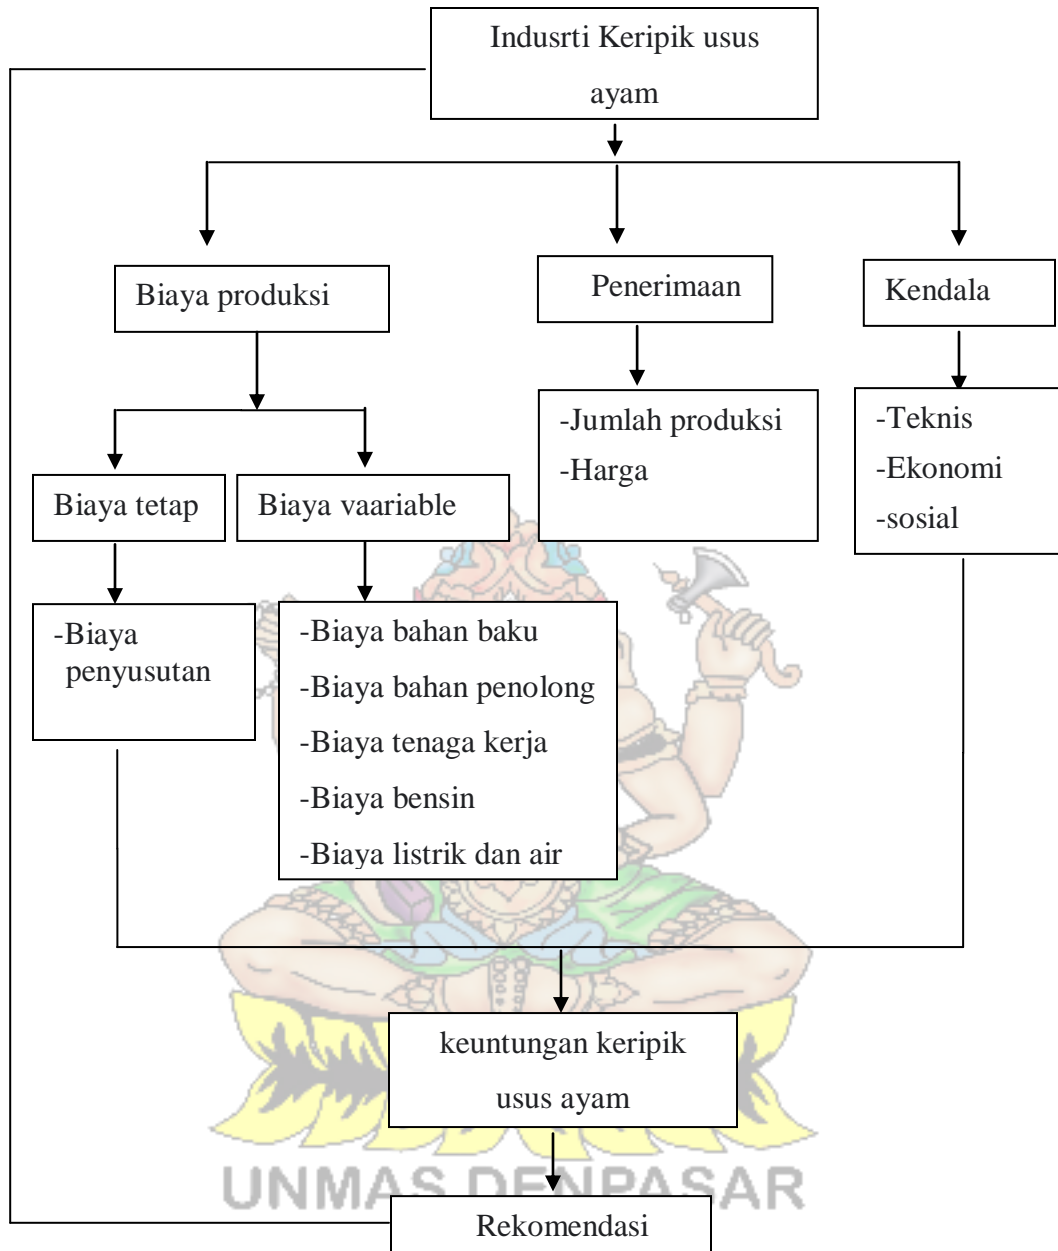 Indusrti Keripik usus
ayam
Biaya produksi
Penerimaan
Kendala
-Jumlah produksi
-Harga
-Teknis
-Ekonomi
-sosial
Biaya tetap
Biaya vaariable
-Biaya
penyusutan
-Biaya bahan baku
-Biaya bahan penolong
-Biaya tenaga kerja
-Biaya bensin
-Biaya listrik dan air
keuntungan keripik
usus ayam
UNMAS DENPASAR
Rekomendasi